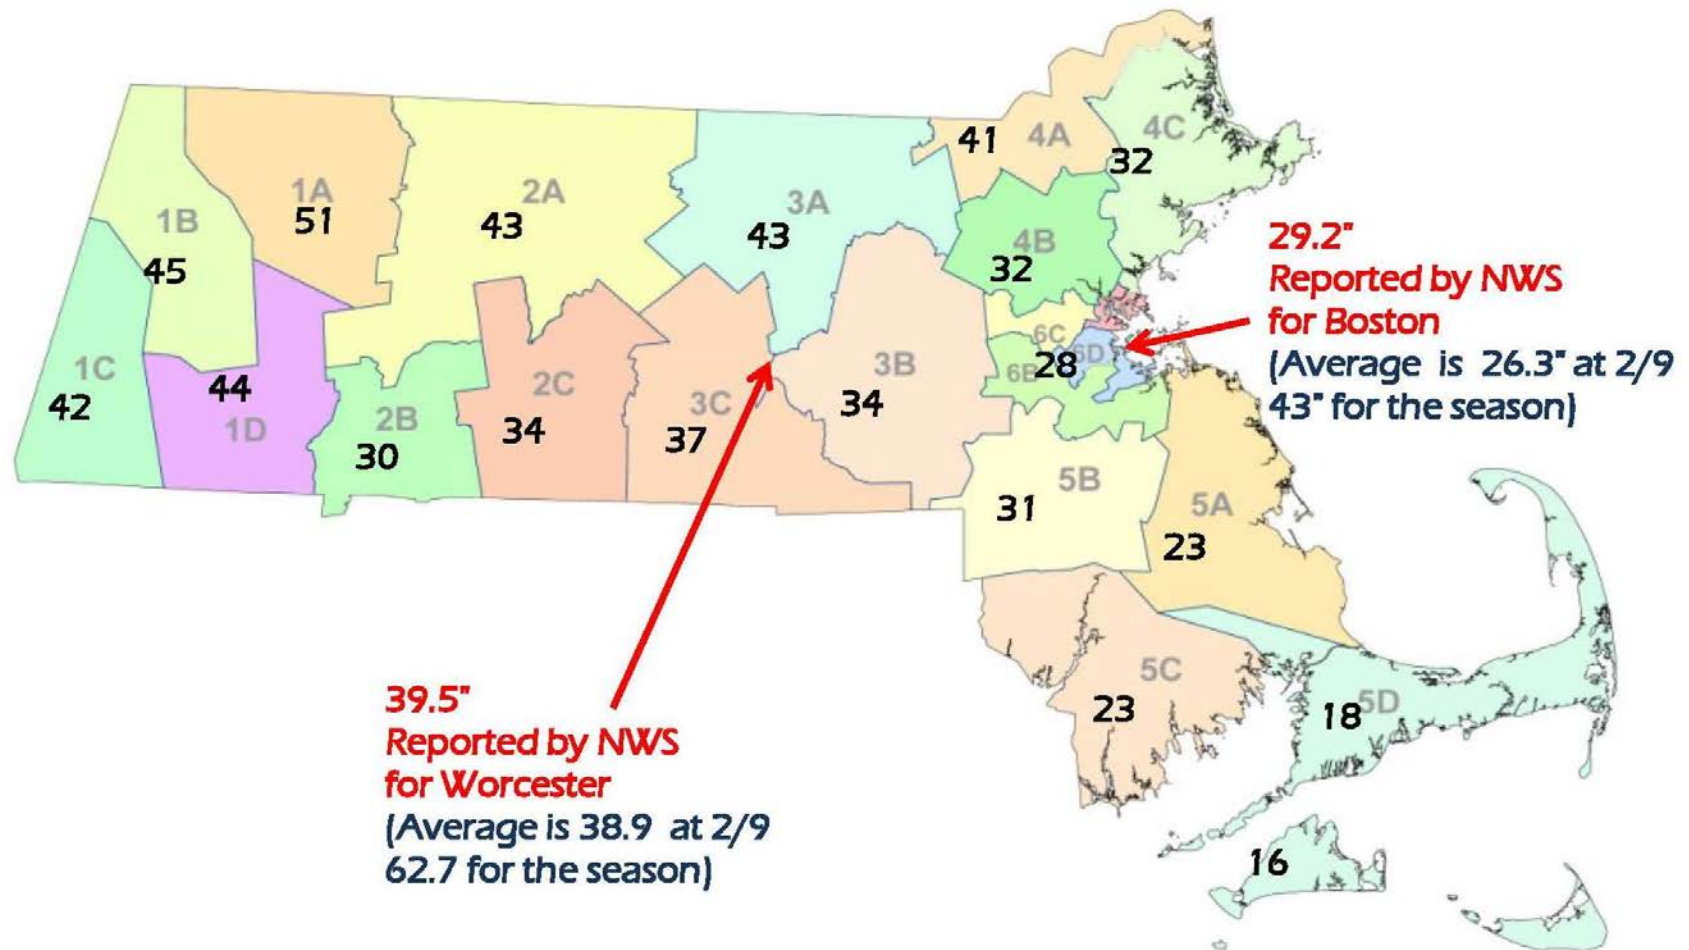 4A
41
4C
32
1A
51
2A
43
3A
43
1B
45
4B
32
29.2"
Reported by NWS
for Boston
(Average is 26.3" at 2/9
43" for the season)
6C
6D
6B
28
1C
42
44
1D
2B
30
2C
34
3C
37
3B
34
5B
31
5A
23
39.5"
Reported by NWS
for Worcester
(Average is 38.9 at 2/9
62.7 for the season)
5C
23
5D
18
16